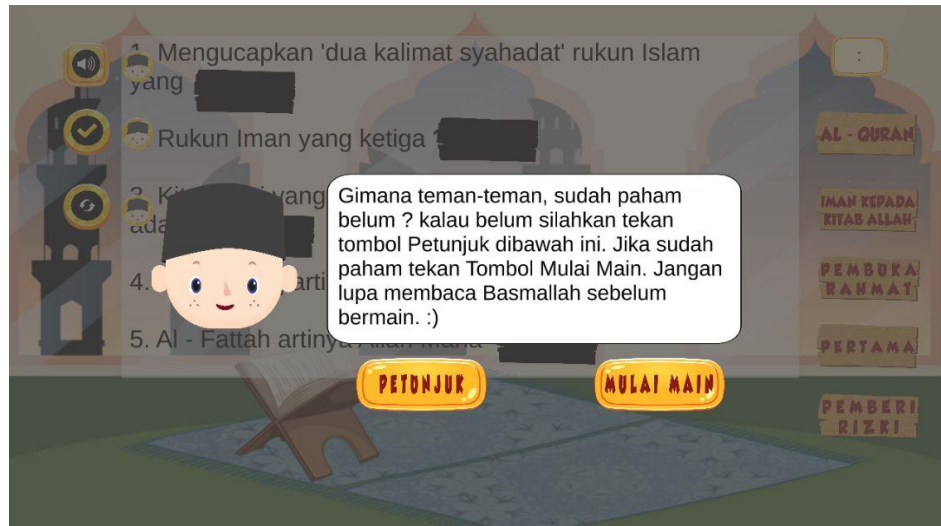 1. Mengucapkan 'dua kalimat syahadat' rukun Islam
yang
Rukun Iman yang ketiga
3. yang
4. arti
5. Al - Fattah artinya Allah Maha
Gimana teman-teman, sudah paham
belum ? kalau belum silahkan tekan
tombol Petunjuk dibawah ini. Jika sudah
paham tekan Tombol Mulai Main. Jangan
lupa membaca Basmallah sebelum
bermain. :)
PETUNJUK
MULAI MAIN
:
AL - QURAN
IMAN KEPADA
KITAB ALLAH
PEMBUKA
RAHMAT
PERTAMA
PEMBERI
RIZKI